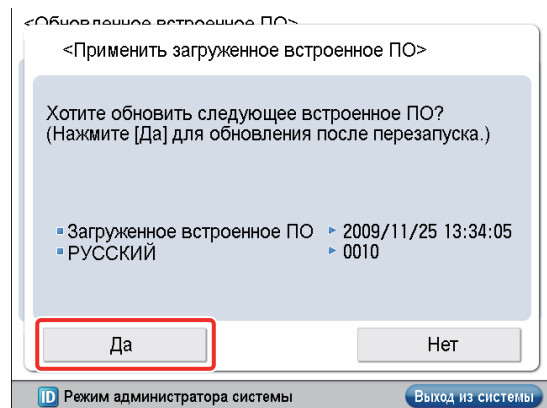 <Обновленное встроенное ПО>
<Применить загруженное встроенное ПО>
Хотите обновить следующее встроенное ПО?
(Нажмите [Да] для обновления после перезапуска.)
Загруженное встроенное ПО ▸ 2009/11/25 13:34:05
РУССКИЙ ▸ 0010
Да Нет
ID Режим администратора системы Выход из системы